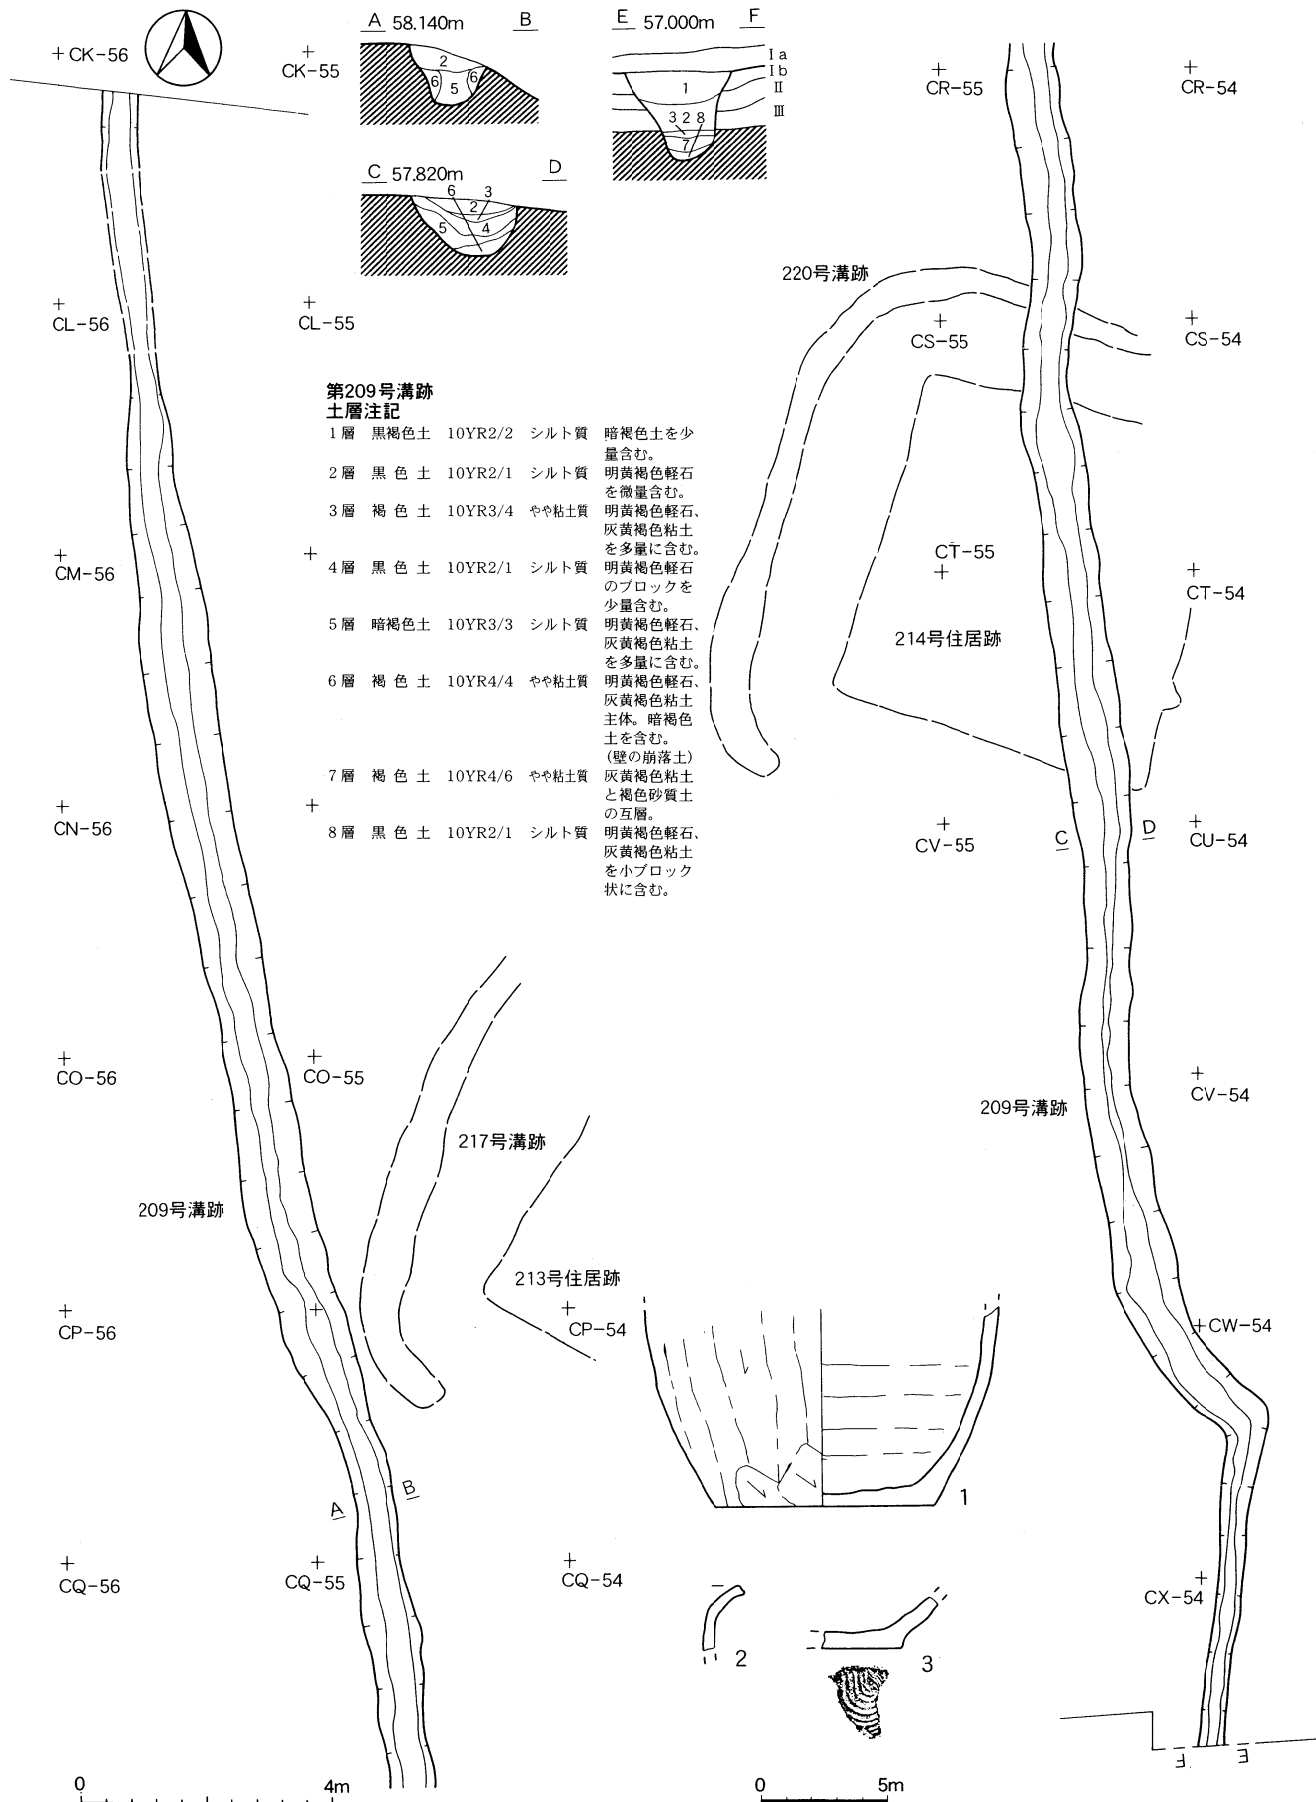 CK-56
CK-55
A 58.140m B
2
6 5 6
E 57.000m F
Ⅰa
Ⅰb
Ⅱ
Ⅲ
1
3 2 8
7
C 57.820m D
6 3
2
5 4
CR-55
CR-54
220号溝跡
CL-56
CL-55
CS-55
CS-54
第209号溝跡
土層注記
1層 黒褐色土 10YR2/2 シルト質 暗褐色土を少
量含む。
2層 黒色土 10YR2/1 シルト質 明黄褐色軽石
を微量含む。
3層 褐色土 10YR3/4 やや粘土質 明黄褐色軽石、
灰黄褐色粘土
を多量に含む。
4層 黒色土 10YR2/1 シルト質 明黄褐色軽石
のブロックを
少量含む。
5層 暗褐色土 10YR3/3 シルト質 明黄褐色軽石、
灰黄褐色粘土
を多量に含む。
6層 褐色土 10YR4/4 やや粘土質 明黄褐色軽石、
灰黄褐色粘土
主体。暗褐色
土を含む。
(壁の崩落土)
7層 褐色土 10YR4/6 やや粘土質 灰黄褐色粘土
と褐色砂質土
の互層。
8層 黒色土 10YR2/1 シルト質 明黄褐色軽石、
灰黄褐色粘土
を小ブロック
状に含む。
CM-56
CT-55
CT-54
214号住居跡
CN-56
CV-55
C D
CU-54
CO-56
CO-55
CV-54
209号溝跡
217号溝跡
209号溝跡
213号住居跡
CP-56
CP-54
CW-54
1
A B
CQ-56
CQ-55
CQ-54
CX-54
2
3
F E
0 4m
0 5m